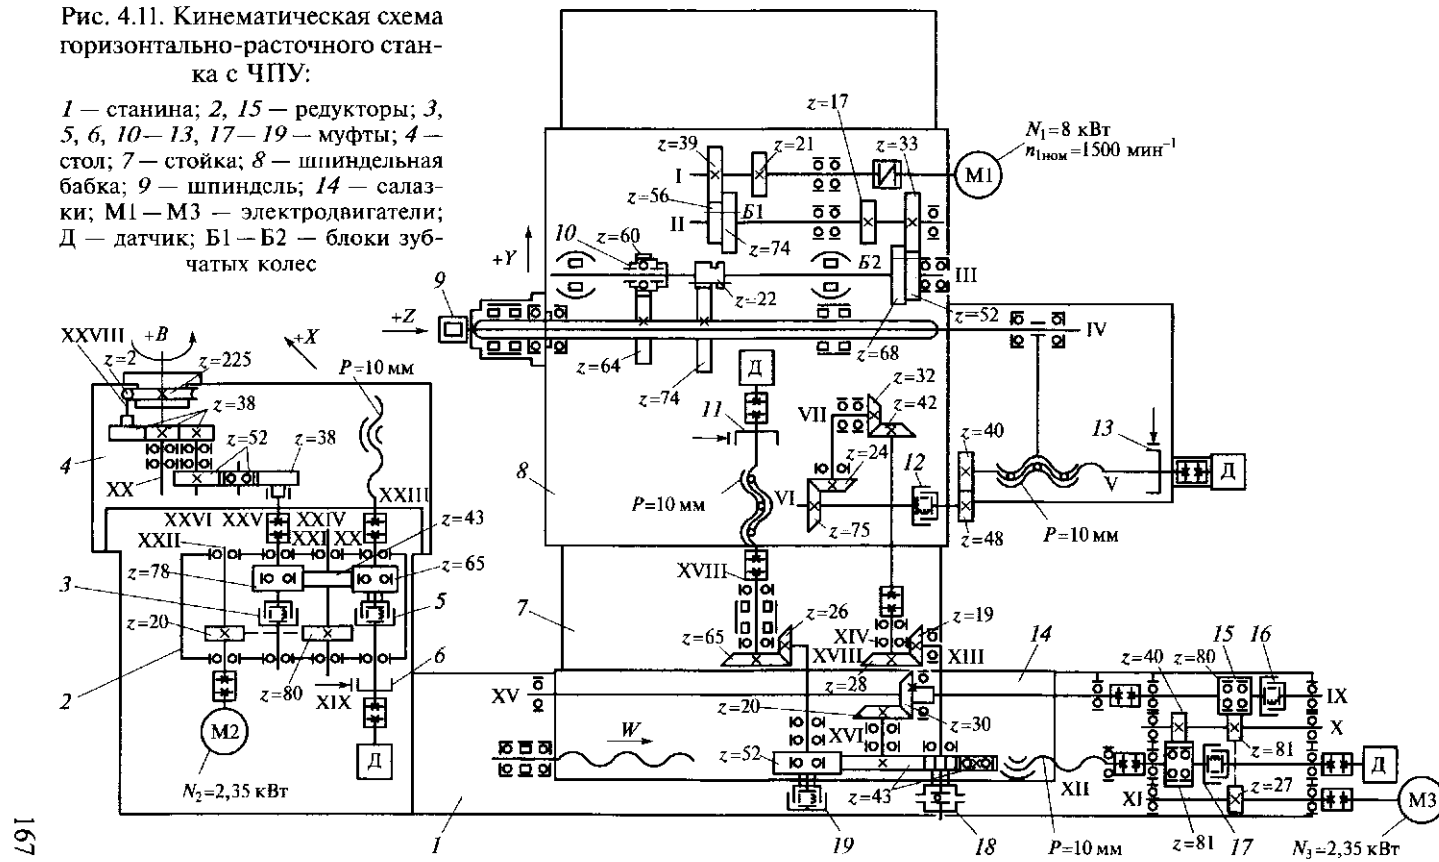 Рис. 4.11. Кинематическая схема
горизонтально-расточного стан-
ка с ЧПУ:
1 — станина; 2, 15 — редукторы; 3,
5, 6, 10—13, 17—19 — муфты; 4 —
стол; 7 — стойка; 8 — шпиндельная
бабка; 9 — шпиндель; 14 — салаз-
ки; М1—М3 — электродвигатели;
Д — датчик; Б1—Б2 — блоки зуб-
чатых колес
z=17
z=39
z=21
z=33
N₁=8 кВт
n₁ном=1500 мин⁻¹
I
М1
z=56
II
Б1
z=74
10
z=60
+Y
Б2
III
9
z=22
z=52
+Z
IV
XXVIII
+B
+X
z=2
z=225
P=10 мм
z=64
z=68
z=74
Д
z=32
z=38
11
VII
z=42
z=52
z=38
z=40
13
4
8
z=24
12
V
Д
XX
P=10 мм
VI
XXIII
z=75
z=48
P=10 мм
XXVI
XXV
XXIV
z=43
XXII
XXI
XX
z=78
z=65
XVIII
3
5
7
z=26
z=19
z=20
z=65
XIV
14
15
16
XVIII
XIII
6
z=40
z=80
2
z=80
XIX
XV
z=28
IX
z=20
z=30
М2
XVI
X
W
z=81
Д
z=52
Д
N₂=2,35 кВт
z=43
XII
z=27
XI
М3
1
19
18
P=10 мм
z=81
17
N₃=2,35 кВт
167